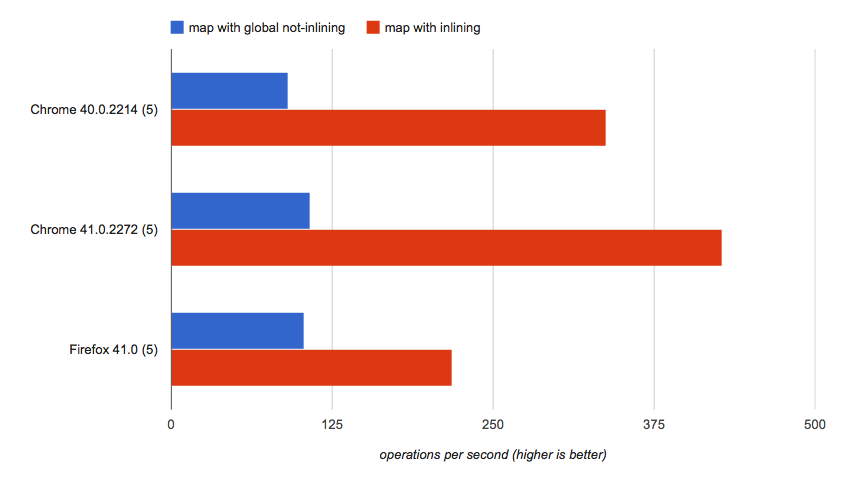 map with global not-inlining map with inlining
Chrome 40.0.2214 (5)
Chrome 41.0.2272 (5)
Firefox 41.0 (5)
0 125 250 375 500
operations per second (higher is better)